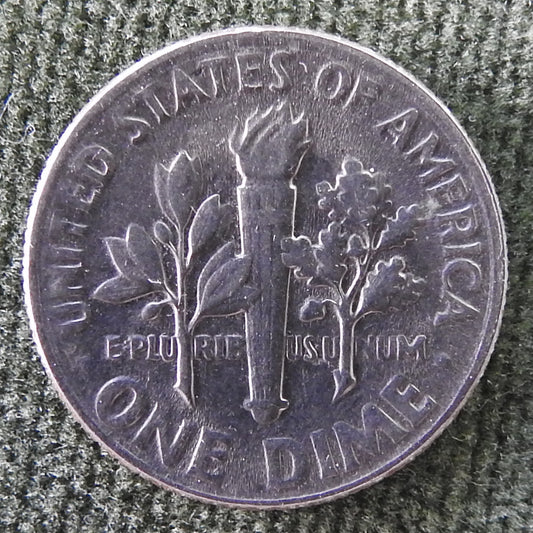 UNITED STATES OF AMERICA
E·PLURIBUS UNUM
ONE DIME